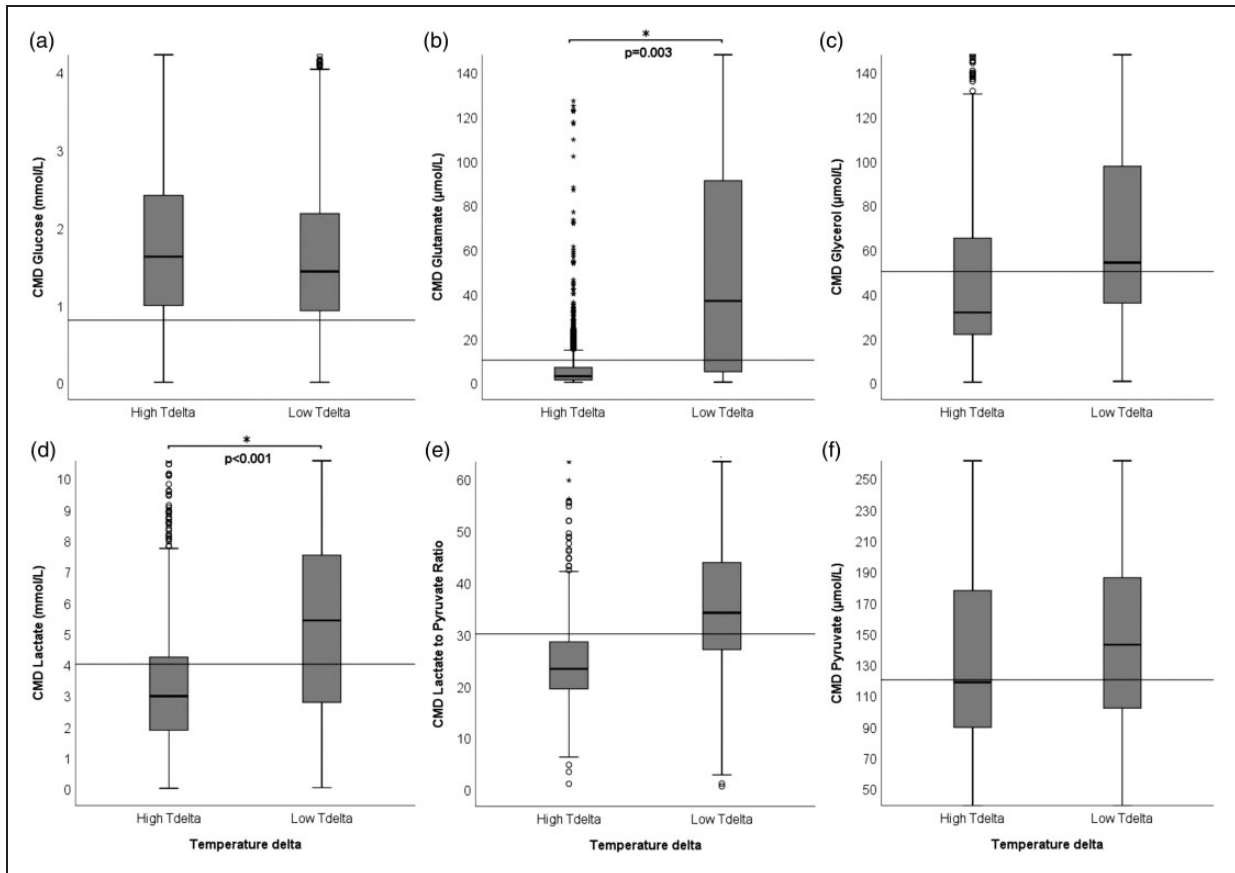 (a)
CMD Glucose (mmol/L)
4
3
2
1
0
High Tdelta
Low Tdelta
(b)
*
p=0.003
CMD Glutamate (µmol/L)
140
120
100
80
60
40
20
0
High Tdelta
Low Tdelta
(c)
CMD Glycerol (µmol/L)
140
120
100
80
60
40
20
0
High Tdelta
Low Tdelta
(d)
*
p<0.001
CMD Lactate (mmol/L)
10
9
8
7
6
5
4
3
2
1
0
High Tdelta
Low Tdelta
Temperature delta
(e)
CMD Lactate to Pyruvate Ratio
60
50
40
30
20
10
0
High Tdelta
Low Tdelta
Temperature delta
(f)
CMD Pyruvate (µmol/L)
250
230
210
190
170
150
130
110
90
70
50
High Tdelta
Low Tdelta
Temperature delta